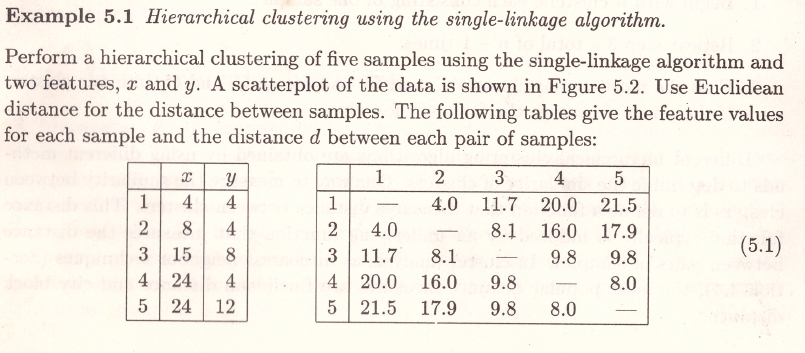 Example 5.1 Hierarchical clustering using the single-linkage algorithm.
Perform a hierarchical clustering of five samples using the single-linkage algorithm and
two features, x and y. A scatterplot of the data is shown in Figure 5.2. Use Euclidean
distance for the distance between samples. The following tables give the feature values
for each sample and the distance d between each pair of samples:
x y
1 4 4
2 8 4
3 15 8
4 24 4
5 24 12
1 2 3 4 5
1 — 4.0 11.7 20.0 21.5
2 4.0 — 8.1 16.0 17.9
3 11.7 8.1 — 9.8 9.8
4 20.0 16.0 9.8 — 8.0
5 21.5 17.9 9.8 8.0 —
(5.1)